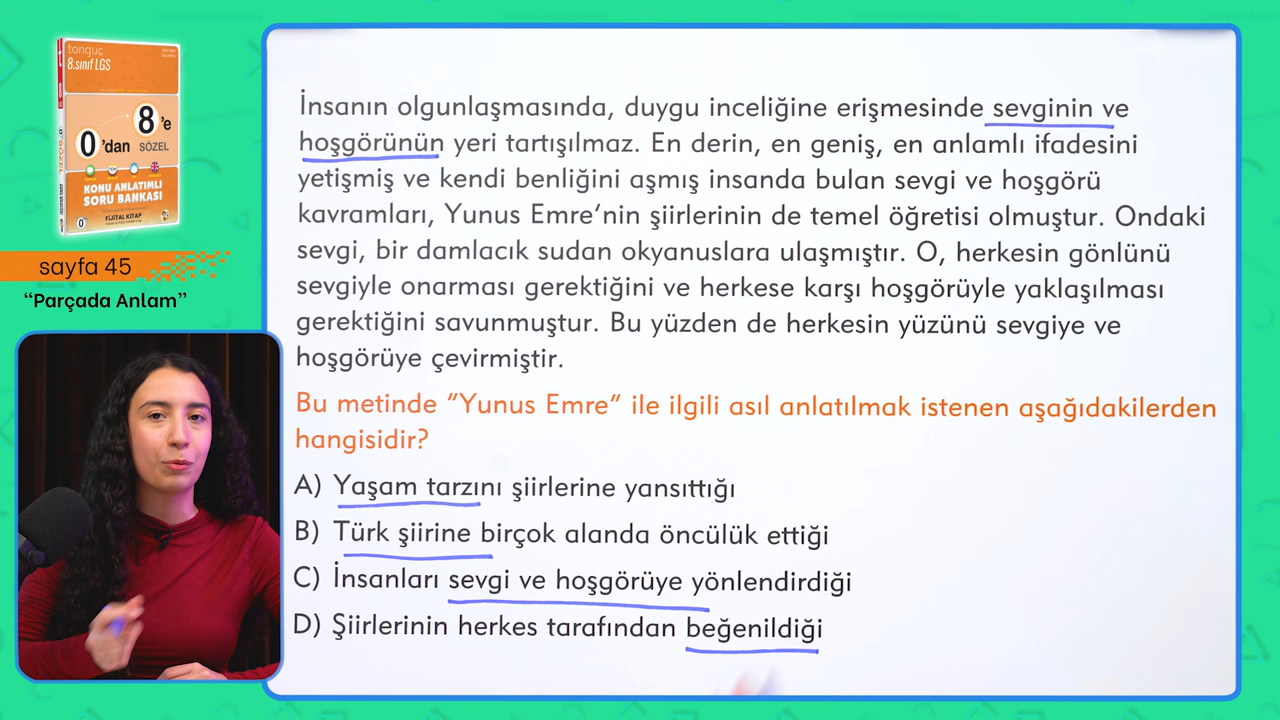 tonguç
8.sınıf LGS
0'dan 8'e
SÖZEL
KONU ANLATIMLI
SORU BANKASI
FİJİTAL KİTAP
sayfa 45
“Parçada Anlam”
İnsanın olgunlaşmasında, duygu inceliğine erişmesinde sevginin ve
hoşgörünün yeri tartışılmaz. En derin, en geniş, en anlamlı ifadesini
yetişmiş ve kendi benliğini aşmış insanda bulan sevgi ve hoşgörü
kavramları, Yunus Emre‘nin şiirlerinin de temel öğretisi olmuştur. Ondaki
sevgi, bir damlacık sudan okyanuslara ulaşmıştır. O, herkesin gönlünü
sevgiyle onarması gerektiğini ve herkese karşı hoşgörüyle yaklaşılması
gerektiğini savunmuştur. Bu yüzden de herkesin yüzünü sevgiye ve
hoşgörüye çevirmiştir.
Bu metinde “Yunus Emre“ ile ilgili asıl anlatılmak istenen aşağıdakilerden
hangisidir?
A) Yaşam tarzını şiirlerine yansıttığı
B) Türk şiirine birçok alanda öncülük ettiği
C) İnsanları sevgi ve hoşgörüye yönlendirdiği
D) Şiirlerinin herkes tarafından beğenildiği